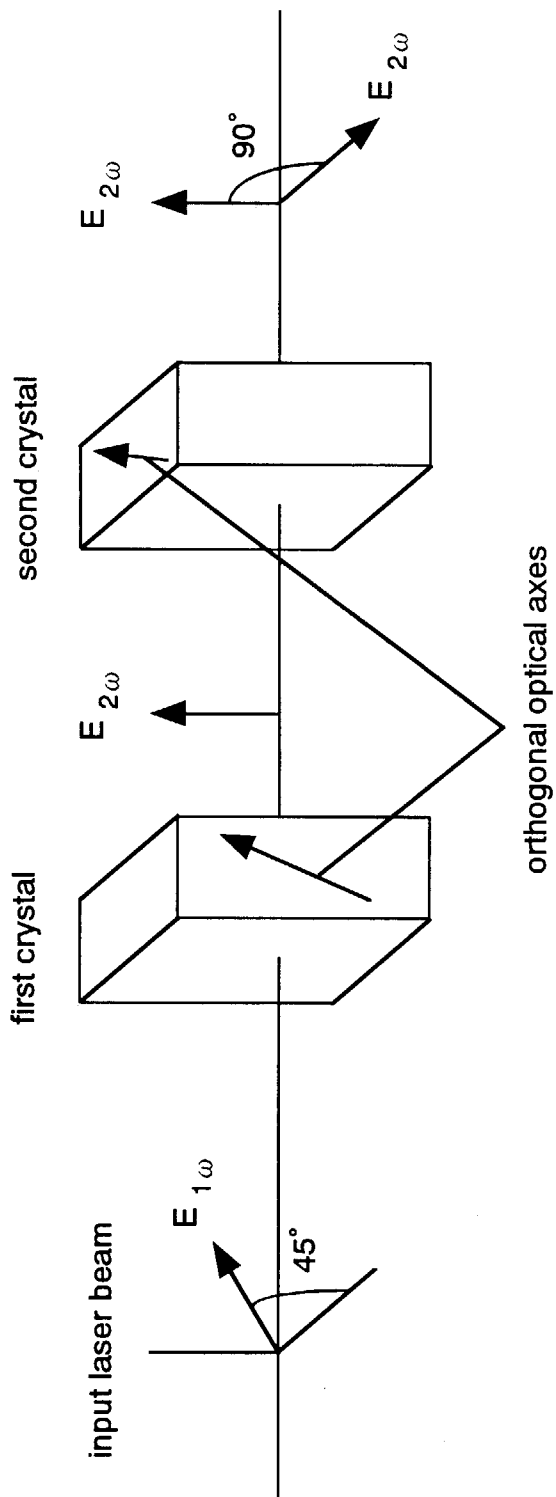 input laser beam
E 1ω
45°
first crystal
E 2ω
orthogonal optical axes
second crystal
E 2ω
90°
E 2ω